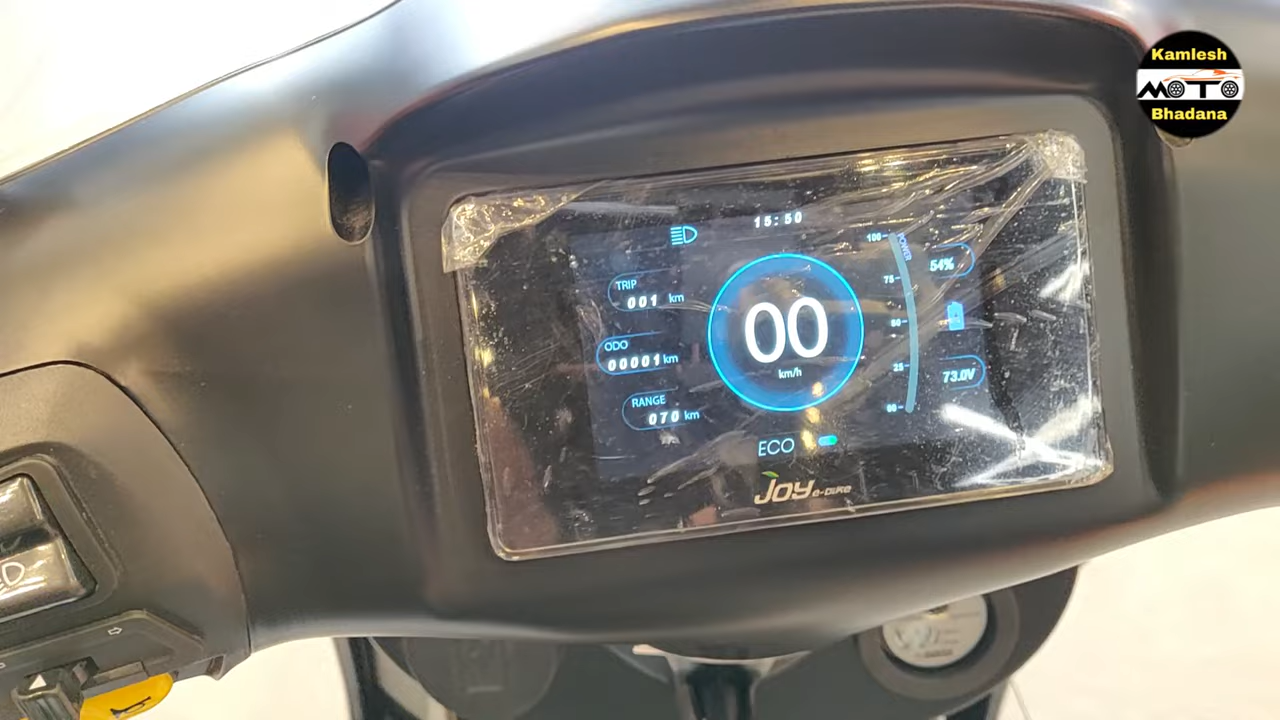 Kamlesh
MOTO
Bhadana
15:50
TRIP
001 km
ODO
00001 km
RANGE
070 km
00
km/h
ECO
100
75
50
25
00
POWER
54%
73.0V
JOY e-bike